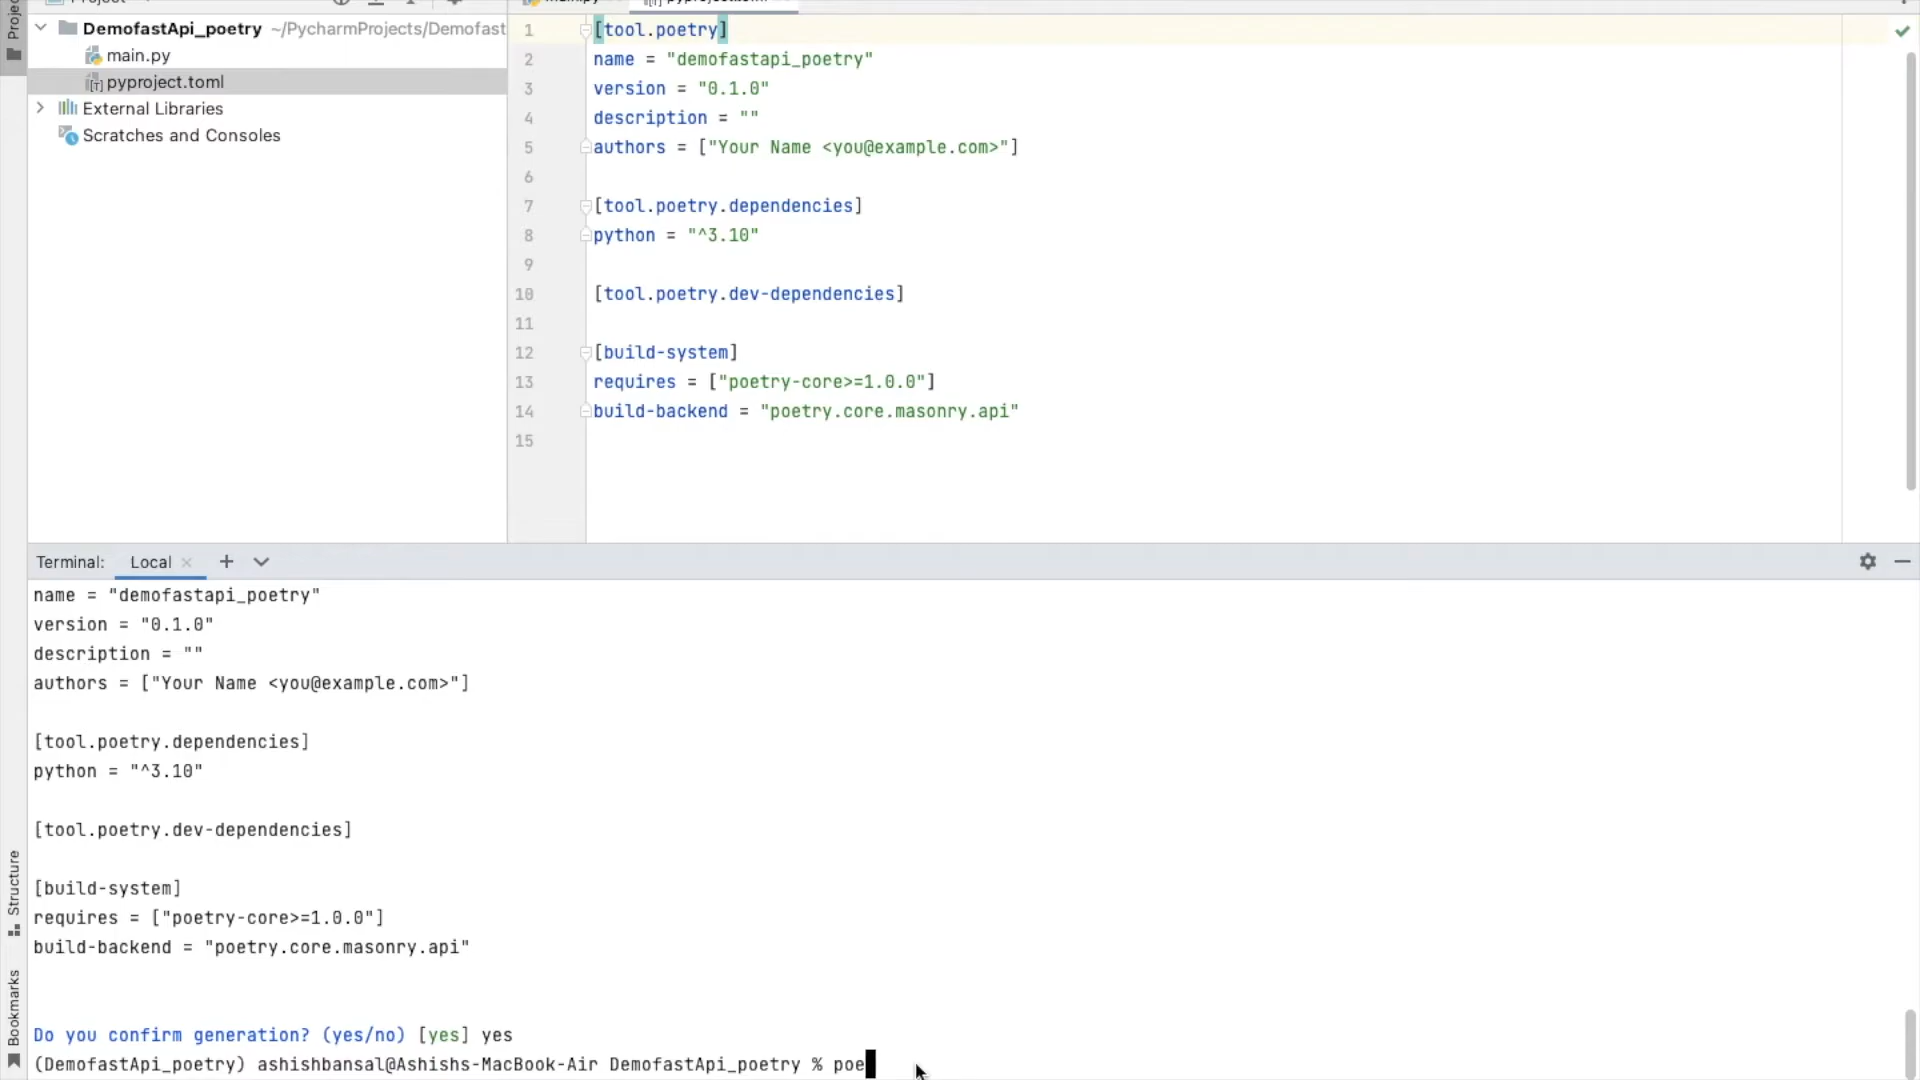 Project
DemofastApi_poetry ~/PycharmProjects/Demofast
main.py
pyproject.toml
External Libraries
Scratches and Consoles
1 [tool.poetry]
2 name = "demofastapi_poetry"
3 version = "0.1.0"
4 description = ""
5 authors = ["Your Name <you@example.com>"]
6
7 [tool.poetry.dependencies]
8 python = "^3.10"
9
10 [tool.poetry.dev-dependencies]
11
12 [build-system]
13 requires = ["poetry-core>=1.0.0"]
14 build-backend = "poetry.core.masonry.api"
15
Terminal: Local
name = "demofastapi_poetry"
version = "0.1.0"
description = ""
authors = ["Your Name <you@example.com>"]
[tool.poetry.dependencies]
python = "^3.10"
[tool.poetry.dev-dependencies]
[build-system]
requires = ["poetry-core>=1.0.0"]
build-backend = "poetry.core.masonry.api"
Do you confirm generation? (yes/no) [yes] yes
(DemofastApi_poetry) ashishbansal@Ashishs-MacBook-Air DemofastApi_poetry % poe
Structure
Bookmarks